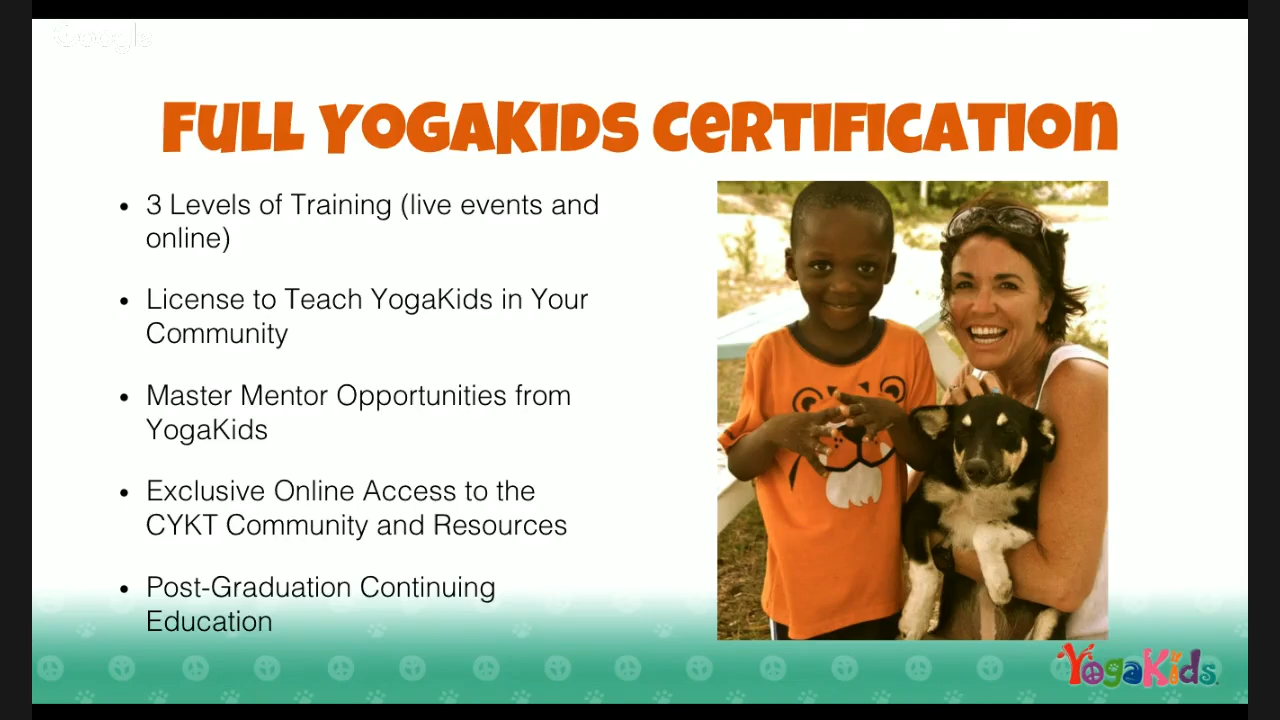 Google
FULL YOGAKIDS CERTIFICATION
• 3 Levels of Training (live events and
online)
• License to Teach YogaKids in Your
Community
• Master Mentor Opportunities from
YogaKids
• Exclusive Online Access to the
CYKT Community and Resources
• Post-Graduation Continuing
Education
YogaKids